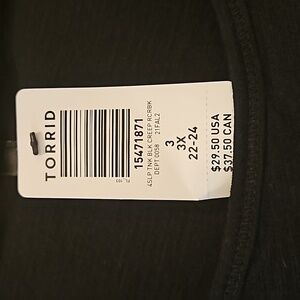 TORRID
15471871
4SLP TNK BLK CREEP RCRBK
DEPT 0058 21FAL2
3
3X
22-24
$29.50 USA
$37.50 CAN